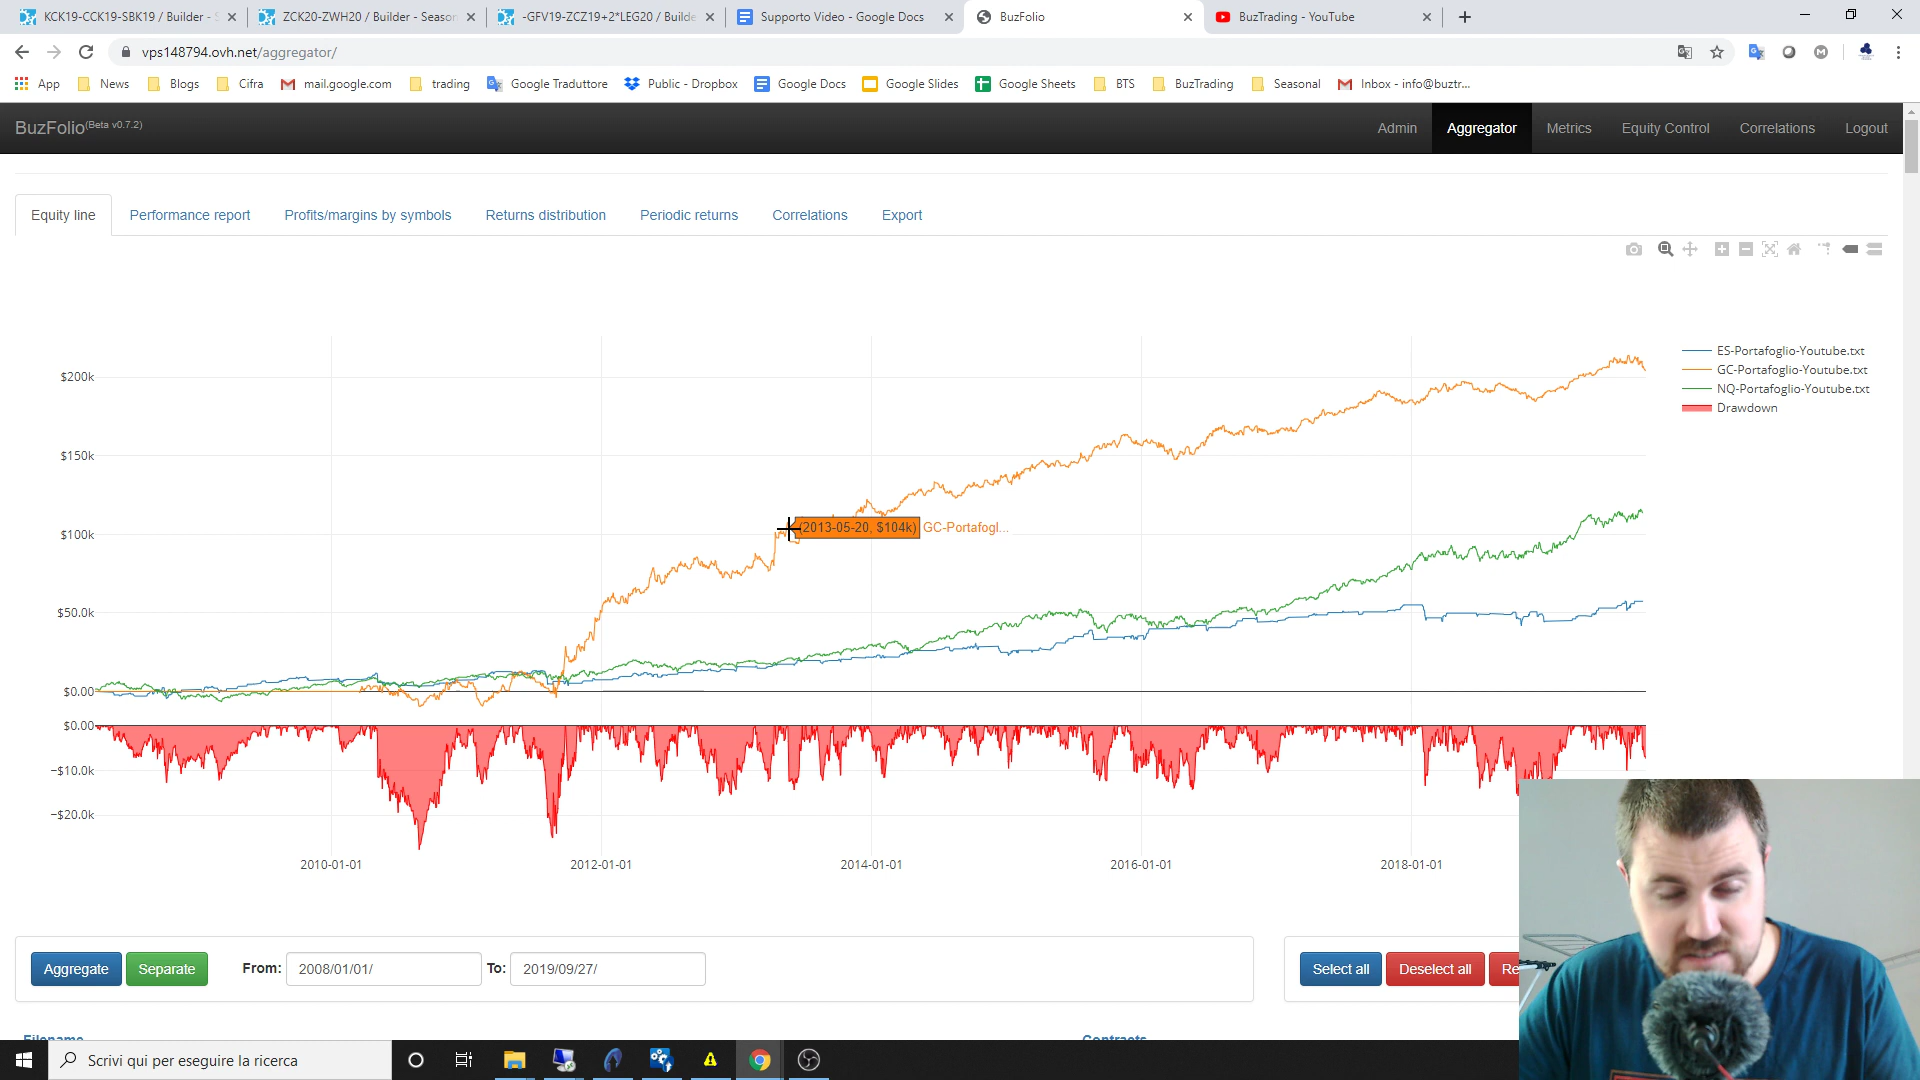 KCK19-CCK19-SBK19 / Builder - S
ZCK20-ZWH20 / Builder - Season
-GFV19-ZCZ19+2*LEG20 / Builde
Supporto Video - Google Docs
BuzFolio
BuzTrading - YouTube
vps148794.ovh.net/aggregator/
App
News
Blogs
Cifra
mail.google.com
trading
Google Traduttore
Public - Dropbox
Google Docs
Google Slides
Google Sheets
BTS
BuzTrading
Seasonal
Inbox - info@buztr...
BuzFolio(Beta v0.7.2)
Admin
Aggregator
Metrics
Equity Control
Correlations
Logout
Equity line
Performance report
Profits/margins by symbols
Returns distribution
Periodic returns
Correlations
Export
ES-Portafoglio-Youtube.txt
GC-Portafoglio-Youtube.txt
NQ-Portafoglio-Youtube.txt
Drawdown
$200k
$150k
$100k
$50.0k
$0.00
(2013-05-20, $104k) GC-Portafogl...
$0.00
−$10.0k
−$20.0k
2010-01-01
2012-01-01
2014-01-01
2016-01-01
2018-01-01
Aggregate
Separate
From:
2008/01/01/
To:
2019/09/27/
Select all
Deselect all
Re
Filename
Contracts
Scrivi qui per eseguire la ricerca